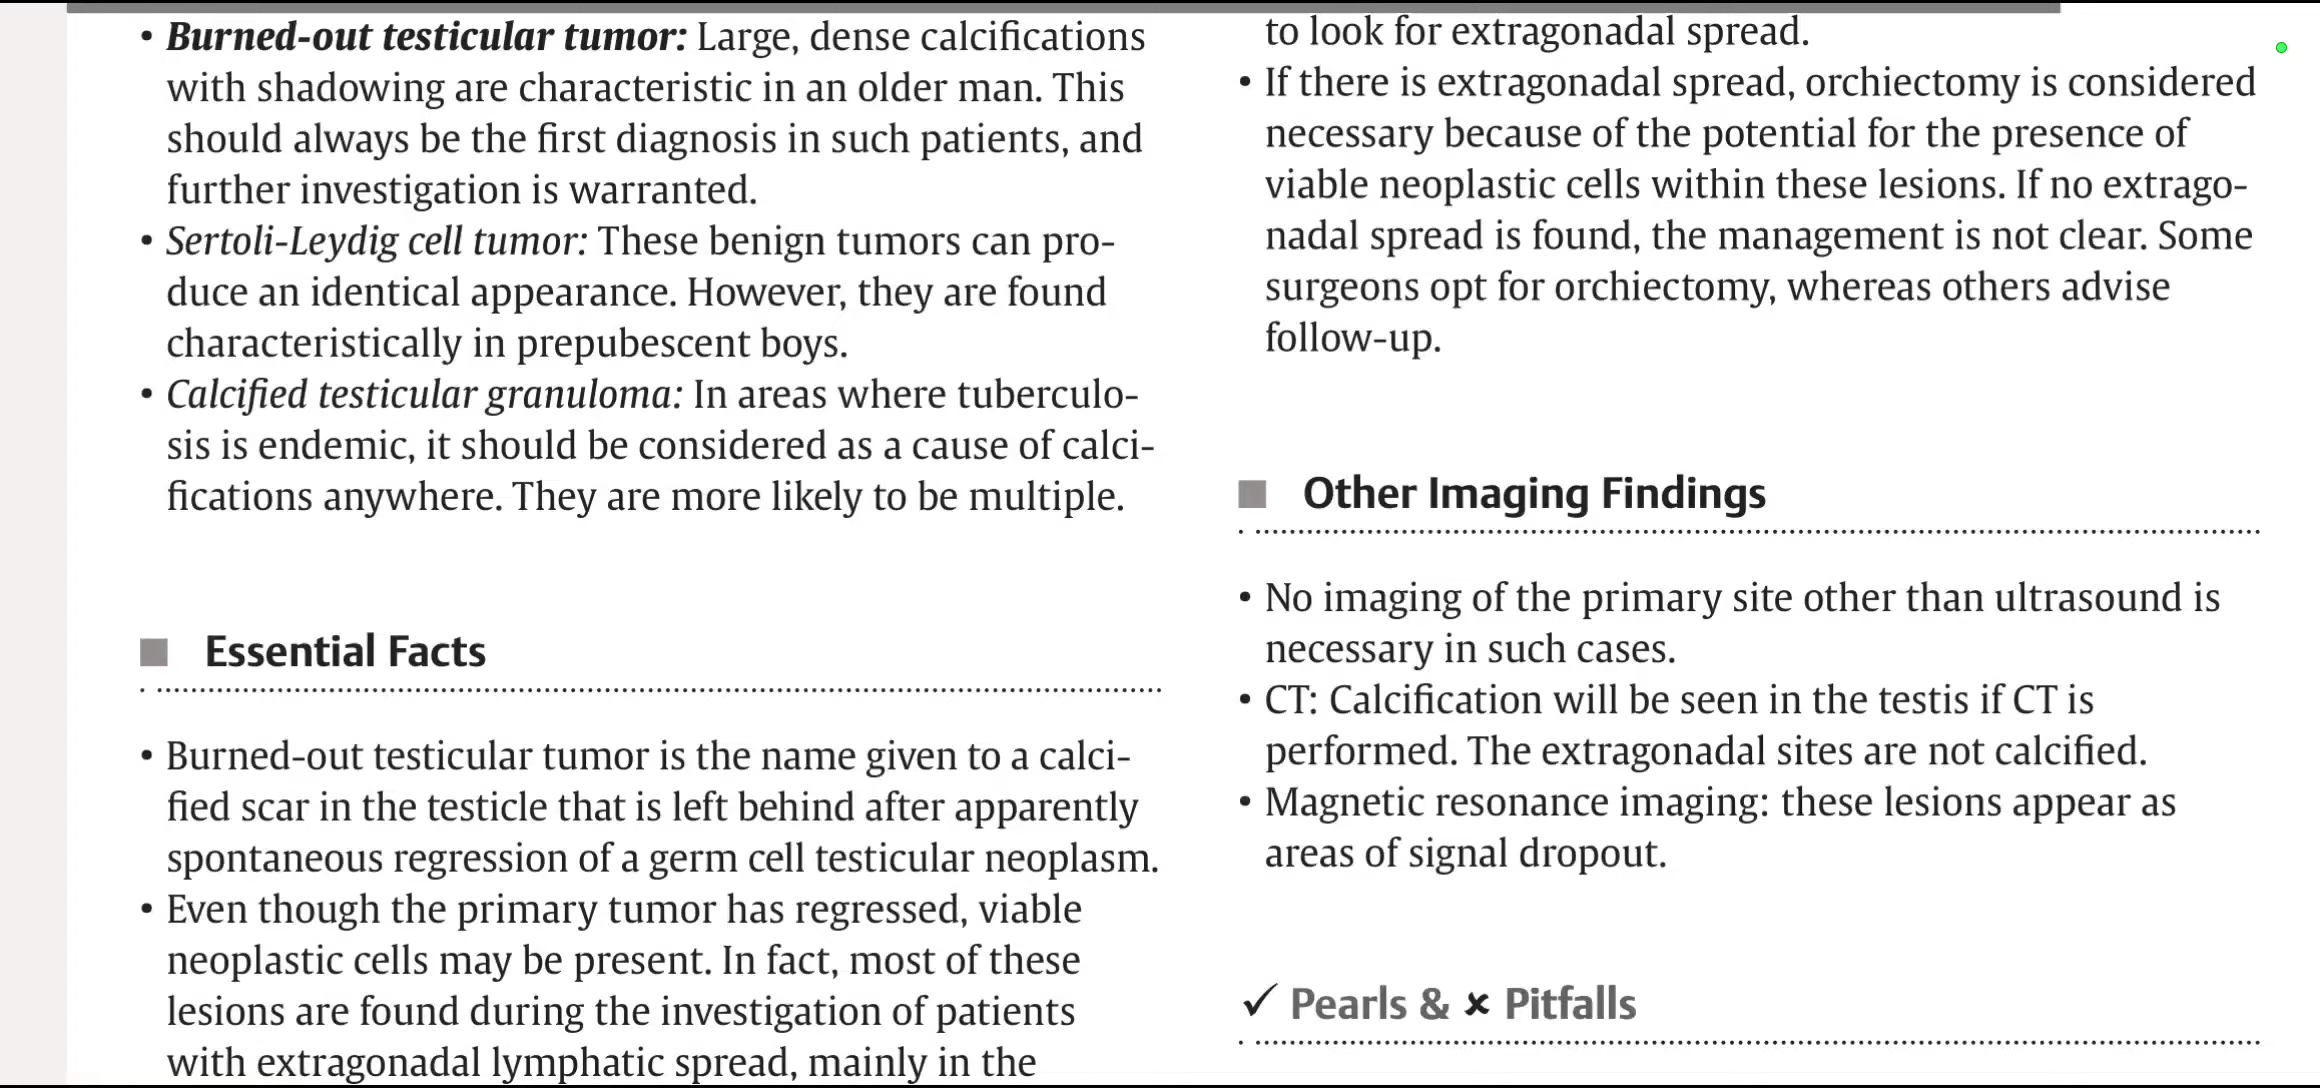 • Burned-out testicular tumor: Large, dense calcifications
with shadowing are characteristic in an older man. This
should always be the first diagnosis in such patients, and
further investigation is warranted.
• Sertoli-Leydig cell tumor: These benign tumors can pro-
duce an identical appearance. However, they are found
characteristically in prepubescent boys.
• Calcified testicular granuloma: In areas where tuberculo-
sis is endemic, it should be considered as a cause of calci-
fications anywhere. They are more likely to be multiple.
■ Essential Facts
• Burned-out testicular tumor is the name given to a calci-
fied scar in the testicle that is left behind after apparently
spontaneous regression of a germ cell testicular neoplasm.
• Even though the primary tumor has regressed, viable
neoplastic cells may be present. In fact, most of these
lesions are found during the investigation of patients
with extragonadal lymphatic spread, mainly in the
to look for extragonadal spread.
• If there is extragonadal spread, orchiectomy is considered
necessary because of the potential for the presence of
viable neoplastic cells within these lesions. If no extrago-
nadal spread is found, the management is not clear. Some
surgeons opt for orchiectomy, whereas others advise
follow-up.
■ Other Imaging Findings
• No imaging of the primary site other than ultrasound is
necessary in such cases.
• CT: Calcification will be seen in the testis if CT is
performed. The extragonadal sites are not calcified.
• Magnetic resonance imaging: these lesions appear as
areas of signal dropout.
✓ Pearls & ✗ Pitfalls